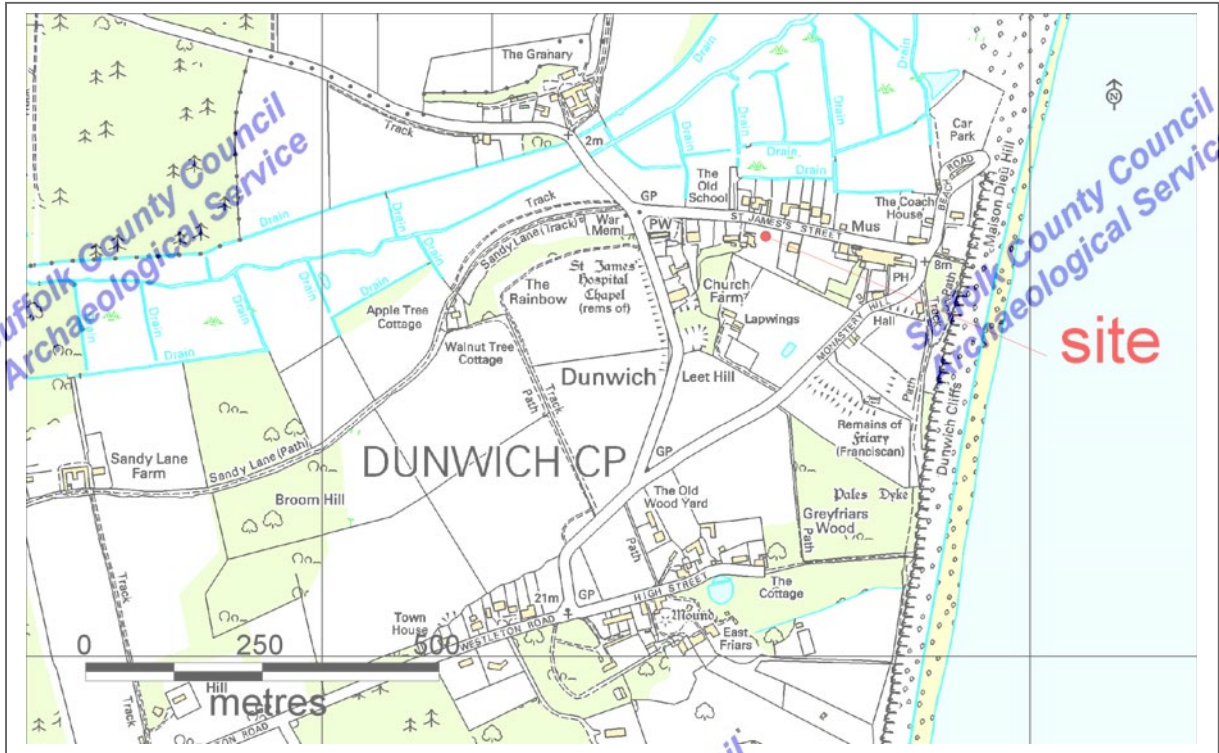 The Granary
Drain
Drain
Car
Park
N
Track
2m
Drain
Drain
Drain
BEACH ROAD
Maison Dieu Hill
The
Old
School
The Coach
House
Track
GP
ST JAMES'S STREET
Mus
War
Meml
PW
Drain
Drain
Sandy Lane (Track)
Drain
St James
Hospital
Chapel
(rems of)
PH
8m
Path
Track
The
Rainbow
Church
Farm
Lapwings
MONASTERY HILL
Hall
Drain
Drain
Apple Tree
Cottage
Walnut Tree
Cottage
site
Drain
Dunwich
Leet Hill
Path
Dunwich Cliffs
Track
Path
Remains of
Friary
(Franciscan)
DUNWICH CP
GP
Sandy Lane
Farm
Sandy Lane (Path)
Broom Hill
The Old
Wood Yard
Pales Dyke
Greyfriars
Wood
Path
Path
Track
21m
GP
HIGH STREET
The
Cottage
Town
House
WESTLETON ROAD
Mound
East
Friars
0 250 500
metres
Hill
Track
WESTLETON ROAD
Suffolk County Council
Archaeological Service
Suffolk County Council
Archaeological Service